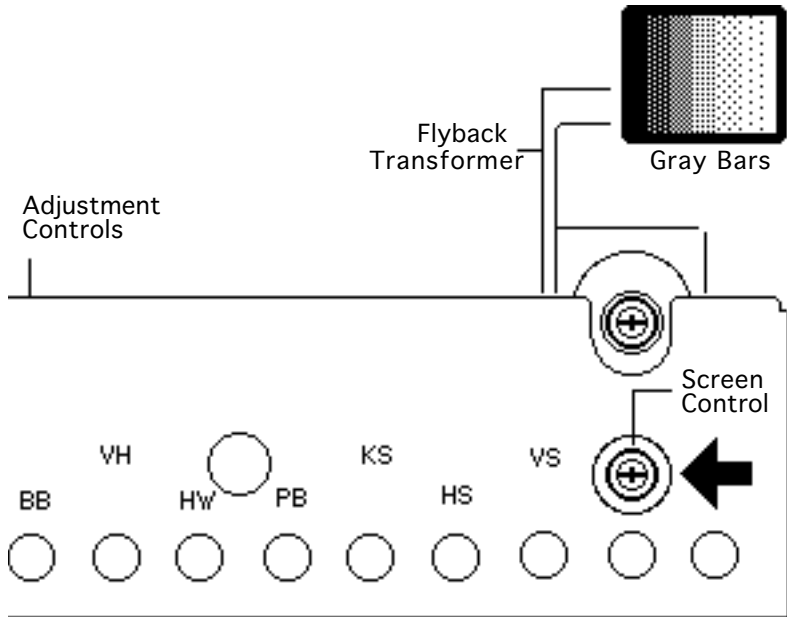 Flyback
Transformer
Gray Bars
Adjustment
Controls
Screen
Control
VH
KS
VS
BB
HW
PB
HS